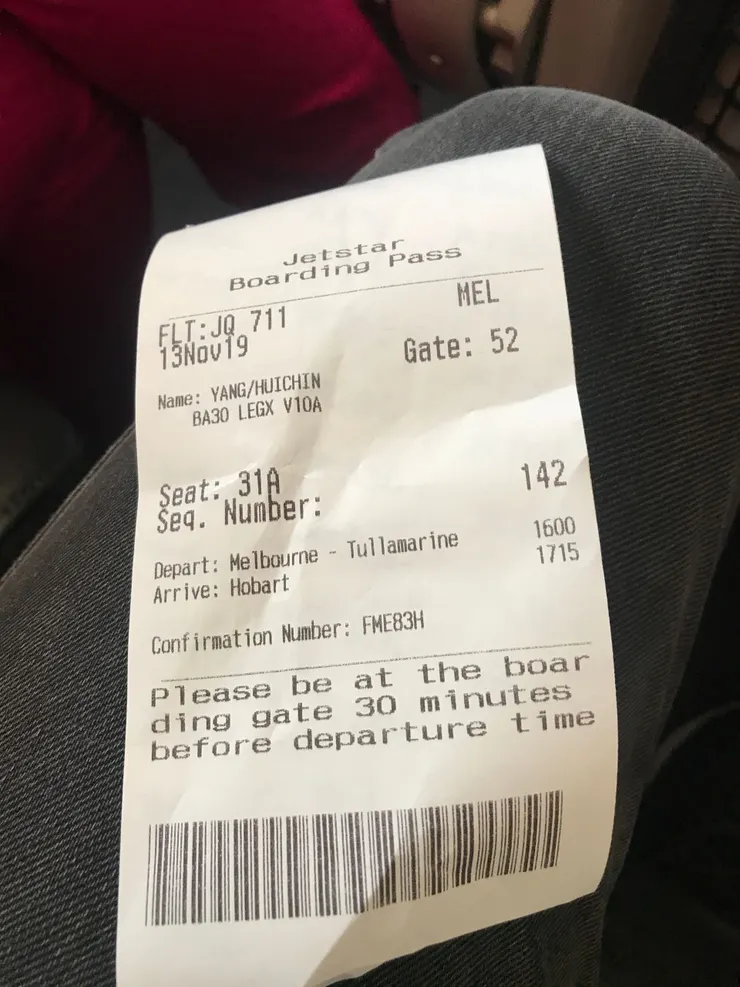 Jetstar
Boarding Pass
FLT:JQ 711 MEL
13Nov19 Gate: 52
Name: YANG/HUICHIN
BA30 LEGX V10A
Seat: 31A
Seq. Number: 142
Depart: Melbourne - Tullamarine 1600
Arrive: Hobart 1715
Confirmation Number: FME83H
Please be at the boar
ding gate 30 minutes
before departure time